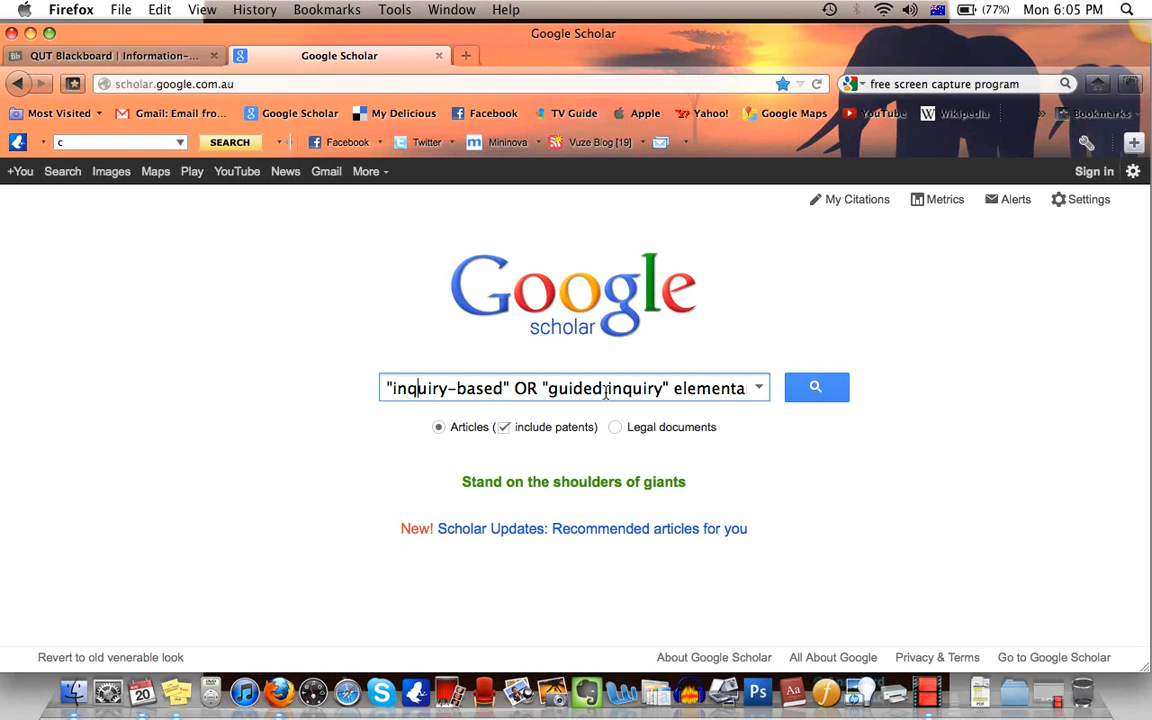 Firefox File Edit View History Bookmarks Tools Window Help (77%) Mon 6:05 PM
Google Scholar
QUT Blackboard | Information-... Google Scholar
scholar.google.com.au free screen capture program
Most Visited Gmail: Email fro... Google Scholar My Delicious Facebook TV Guide Apple Yahoo! Google Maps YouTube Wikipedia » Bookmarks
c SEARCH Facebook Twitter Mininova Vuze Blog [19]
+You Search Images Maps Play YouTube News Gmail More Sign in
My Citations Metrics Alerts Settings
Google
scholar
"inquiry-based" OR "guided inquiry" elementa
Articles (include patents) Legal documents
Stand on the shoulders of giants
New! Scholar Updates: Recommended articles for you
Revert to old venerable look About Google Scholar All About Google Privacy & Terms Go to Google Scholar
20
Ps
Aa